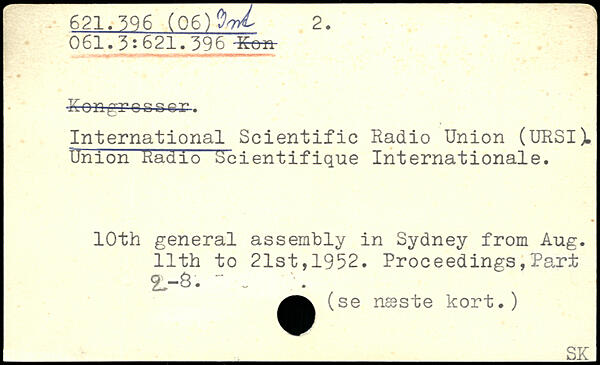 621.396 (06) Int 2.
061.3:621.396 Kon
Kongresser.
International Scientific Radio Union (URSI).
Union Radio Scientifique Internationale.
10th general assembly in Sydney from Aug.
11th to 21st,1952. Proceedings,Part
2-8.
(se næste kort.)
SK